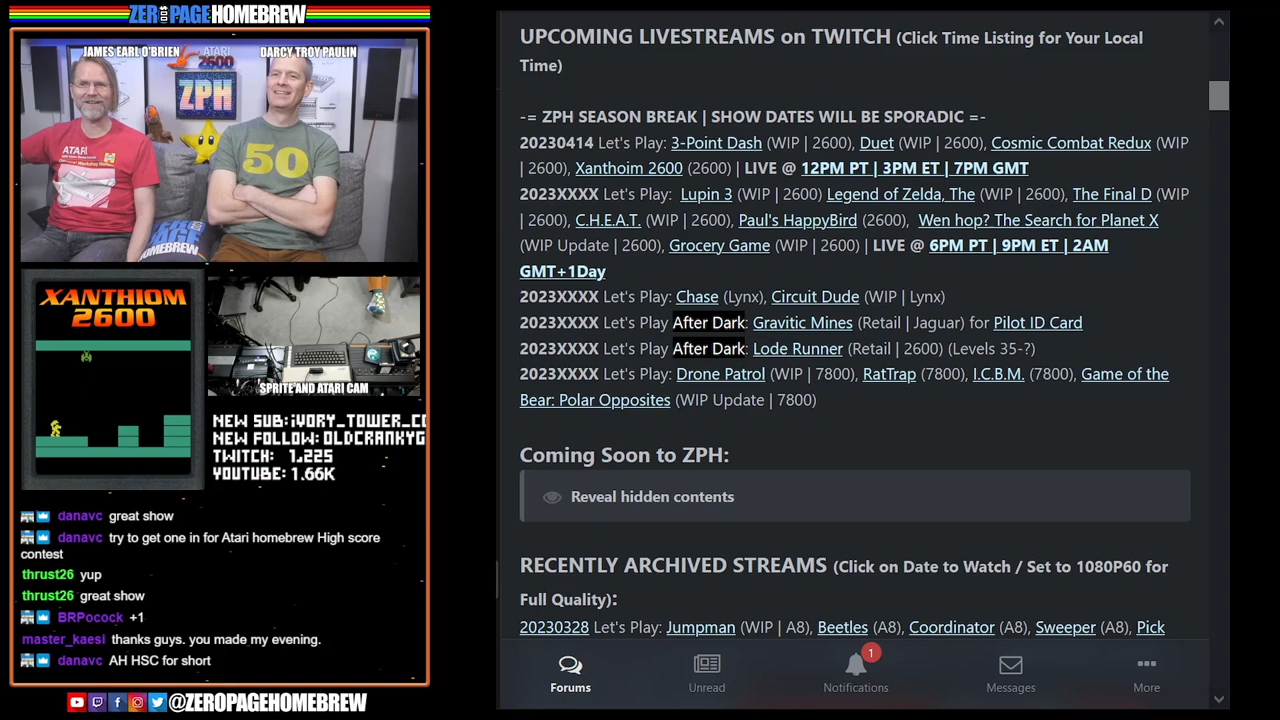 ZERO PAGE HOMEBREW
JAMES EARL O'BRIEN
DARCY TROY PAULIN
ATARI
2600
ZPH
ATARI
50
HOMEBREW
XANTHIOM
2600
SPRITE AND ATARI CAM
NEW SUB:iVORY_TOWER_CO
NEW FOLLOW:OLDCRANKYG
TWITCH: 1,225
YOUTUBE: 1.66K
danavc great show
danavc try to get one in for Atari homebrew High score
contest
thrust26 yup
thrust26 great show
BRPocock +1
master_kaesi thanks guys. you made my evening.
danavc AH HSC for short
@ZEROPAGEHOMEBREW
UPCOMING LIVESTREAMS on TWITCH (Click Time Listing for Your Local
Time)
-= ZPH SEASON BREAK | SHOW DATES WILL BE SPORADIC =-
20230414 Let's Play: 3-Point Dash (WIP | 2600), Duet (WIP | 2600), Cosmic Combat Redux (WIP
| 2600), Xanthoim 2600 (2600) | LIVE @ 12PM PT | 3PM ET | 7PM GMT
2023XXXX Let's Play: Lupin 3 (WIP | 2600) Legend of Zelda, The (WIP | 2600), The Final D (WIP
| 2600), C.H.E.A.T. (WIP | 2600), Paul's HappyBird (2600), Wen hop? The Search for Planet X
(WIP Update | 2600), Grocery Game (WIP | 2600) | LIVE @ 6PM PT | 9PM ET | 2AM
GMT+1Day
2023XXXX Let's Play: Chase (Lynx), Circuit Dude (WIP | Lynx)
2023XXXX Let's Play After Dark: Gravitic Mines (Retail | Jaguar) for Pilot ID Card
2023XXXX Let's Play After Dark: Lode Runner (Retail | 2600) (Levels 35-?)
2023XXXX Let's Play: Drone Patrol (WIP | 7800), RatTrap (7800), I.C.B.M. (7800), Game of the
Bear: Polar Opposites (WIP Update | 7800)
Coming Soon to ZPH:
Reveal hidden contents
RECENTLY ARCHIVED STREAMS (Click on Date to Watch / Set to 1080P60 for
Full Quality):
20230328 Let's Play: Jumpman (WIP | A8), Beetles (A8), Coordinator (A8), Sweeper (A8), Pick
1
Forums
Unread
Notifications
Messages
More